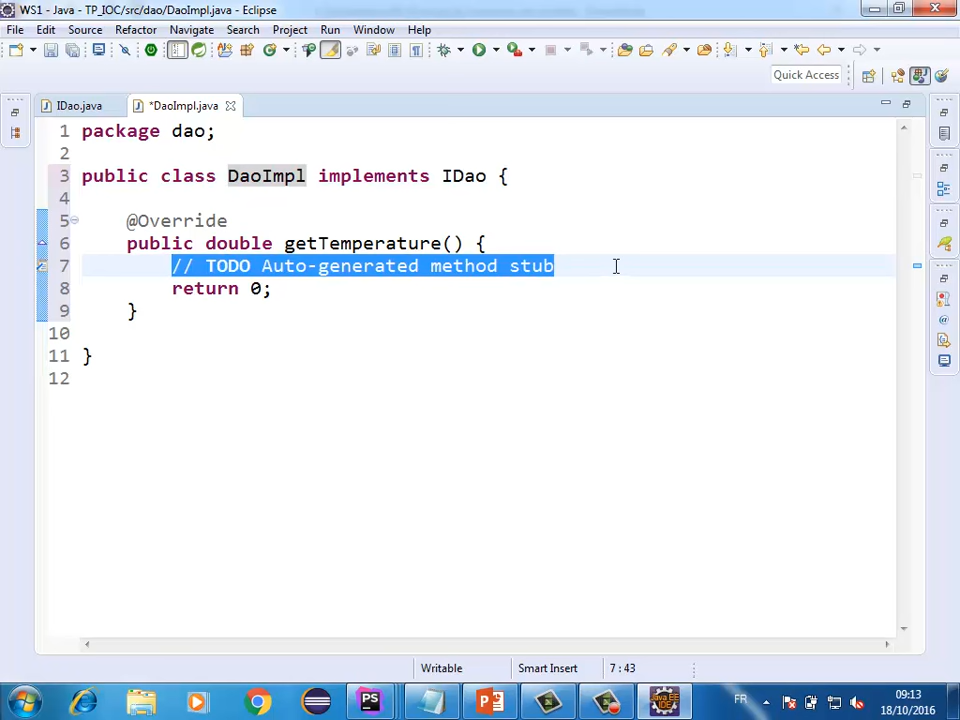 WS1 - Java - TP_IOC/src/dao/DaoImpl.java - Eclipse
File Edit Source Refactor Navigate Search Project Run Window Help
Quick Access
IDao.java *DaoImpl.java
1 package dao;
2
3 public class DaoImpl implements IDao {
4
5 @Override
6 public double getTemperature() {
7 // TODO Auto-generated method stub
8 return 0;
9 }
10
11 }
12
Writable Smart Insert 7 : 43
FR 09:13
18/10/2016